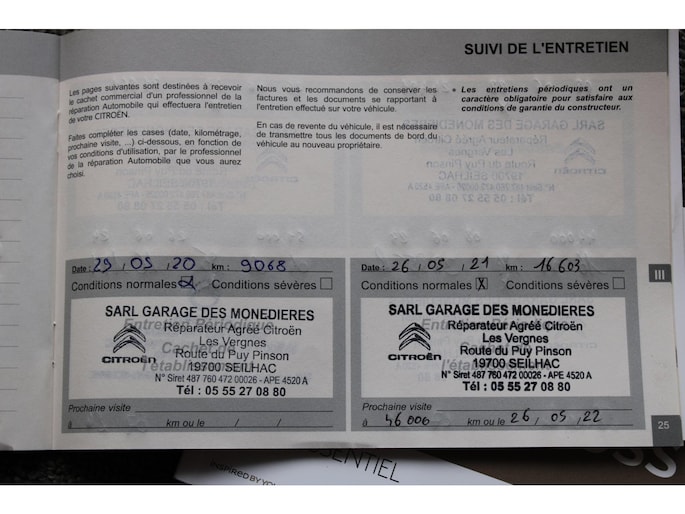 SUIVI DE L'ENTRETIEN
Les pages suivantes sont destinées à recevoir
le cachet commercial d'un professionnel de la
réparation Automobile qui effectuera l'entretien
de votre CITROËN.
Faites compléter les cases (date, kilométrage,
prochaine visite, ...) ci-dessous, en fonction de
vos conditions d'utilisation, par le professionnel
de la réparation Automobile que vous aurez
choisi.
Nous vous recommandons de conserver les
factures et les documents se rapportant à
l'entretien effectué sur votre véhicule.
En cas de revente du véhicule, il est nécessaire
de transmettre tous les documents de bord du
véhicule au nouveau propriétaire.
• Les entretiens périodiques ont un
caractère obligatoire pour satisfaire aux
conditions de garantie du constructeur.
Date : 29 / 05 / 20 km : 9068
Conditions normales ☒ Conditions sévères ☐
SARL GARAGE DES MONEDIERES
Réparateur Agréé Citroën
Les Vergnes
Route du Puy Pinson
19700 SEILHAC
N° Siret 487 760 472 00026 - APE 4520 A
Tél : 05 55 27 08 80
CITROËN
Prochaine visite
à km ou le / /
Date : 26 / 05 / 21 km : 16603
Conditions normales ☒ Conditions sévères ☐
SARL GARAGE DES MONEDIERES
Réparateur Agréé Citroën
Les Vergnes
Route du Puy Pinson
19700 SEILHAC
N° Siret 487 760 472 00026 - APE 4520 A
Tél : 05 55 27 08 80
CITROËN
Prochaine visite
à 46000 km ou le 26 / 05 / 22
III
25
INSPIRED BY YOU